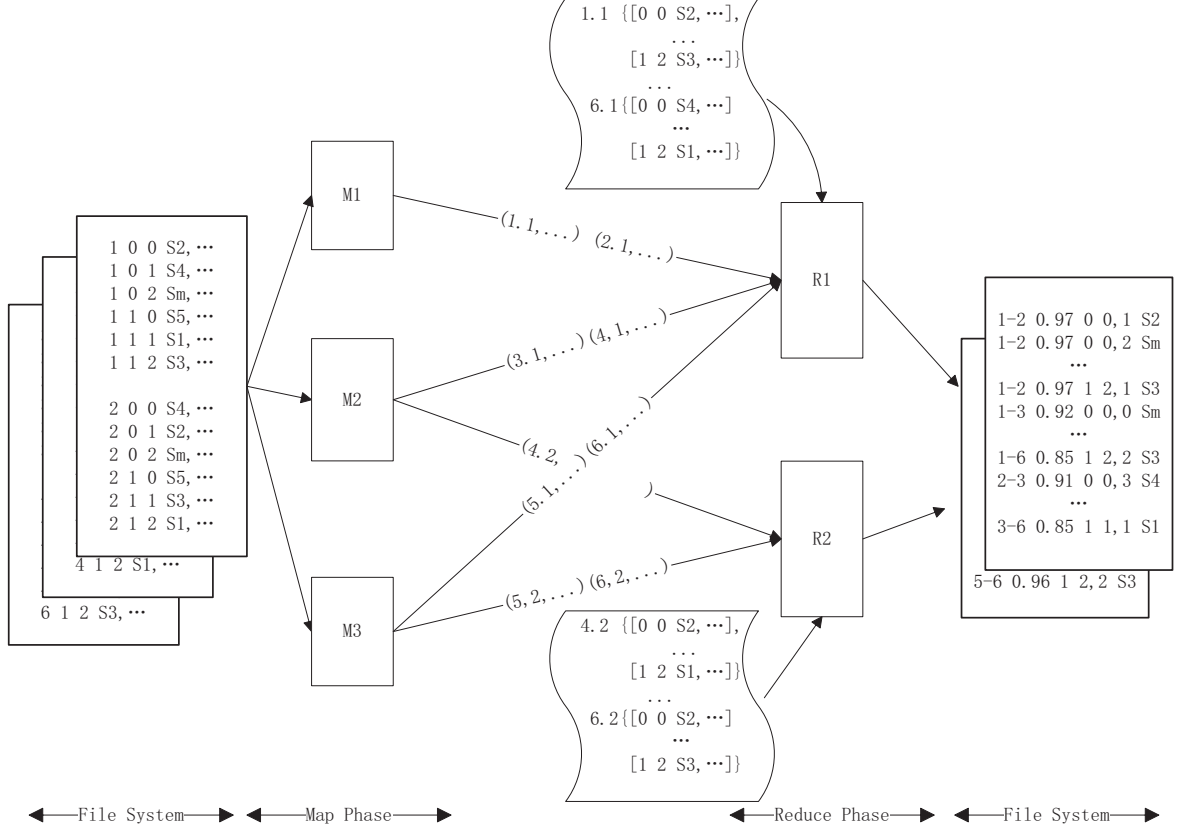 1.1 {[0 0 S2,…],
...
[1 2 S3,…]}
...
6.1{[0 0 S4,…]
…
[1 2 S1,…]}
1 0 0 S2,…
1 0 1 S4,…
1 0 2 Sm,…
1 1 0 S5,…
1 1 1 S1,…
1 1 2 S3,…
2 0 0 S4,…
2 0 1 S2,…
2 0 2 Sm,…
2 1 0 S5,…
2 1 1 S3,…
2 1 2 S1,…
4 1 2 S1,…
6 1 2 S3,…
M1
M2
M3
(1.1,...) (2.1,...)
(3.1,...)(4,1,...)
(4.2, )
(5.1,...)(6.1,...)
(5,2,...)(6,2,...)
R1
R2
4.2 {[0 0 S2,…],
...
[1 2 S1,…]}
...
6.2{[0 0 S2,…]
…
[1 2 S3,…]}
1-2 0.97 0 0,1 S2
1-2 0.97 0 0,2 Sm
…
1-2 0.97 1 2,1 S3
1-3 0.92 0 0,0 Sm
…
1-6 0.85 1 2,2 S3
2-3 0.91 0 0,3 S4
…
3-6 0.85 1 1,1 S1
5-6 0.96 1 2,2 S3
File System
Map Phase
Reduce Phase
File System